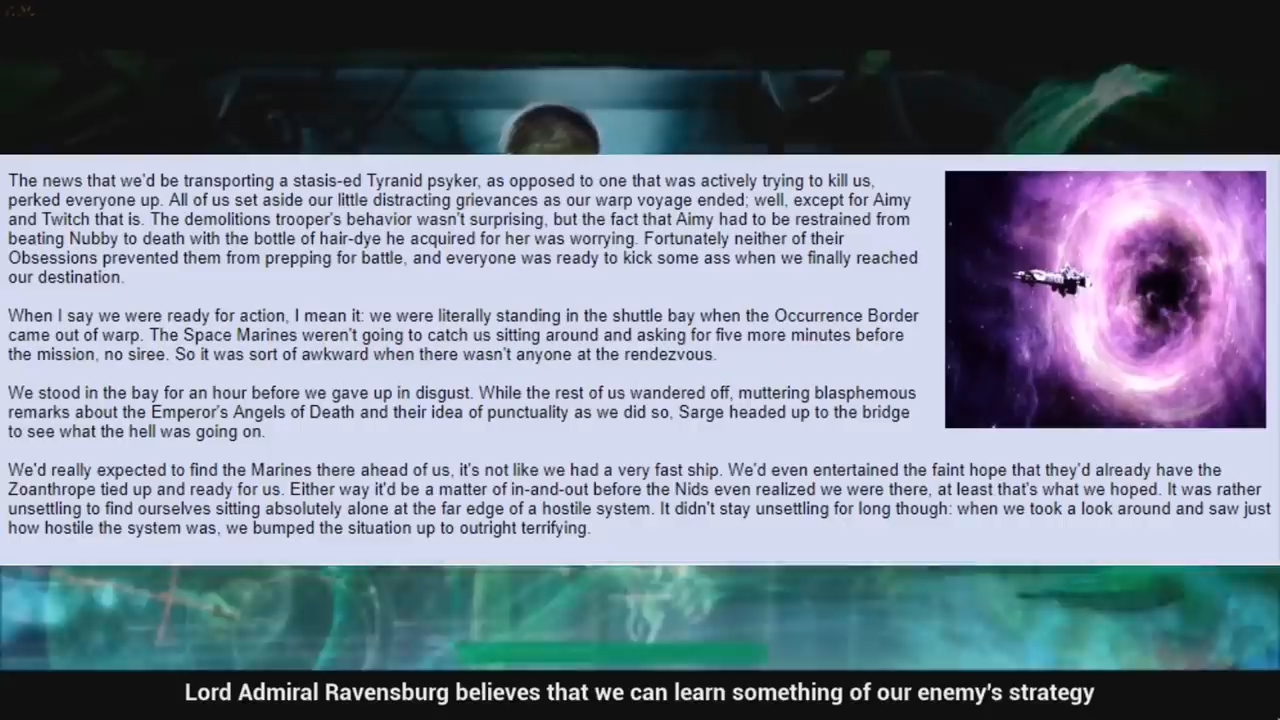 The news that we'd be transporting a stasis-ed Tyranid psyker, as opposed to one that was actively trying to kill us,
perked everyone up. All of us set aside our little distracting grievances as our warp voyage ended; well, except for Aimy
and Twitch that is. The demolitions trooper's behavior wasn't surprising, but the fact that Aimy had to be restrained from
beating Nubby to death with the bottle of hair-dye he acquired for her was worrying. Fortunately neither of their
Obsessions prevented them from prepping for battle, and everyone was ready to kick some ass when we finally reached
our destination.
When I say we were ready for action, I mean it: we were literally standing in the shuttle bay when the Occurrence Border
came out of warp. The Space Marines weren't going to catch us sitting around and asking for five more minutes before
the mission, no siree. So it was sort of awkward when there wasn't anyone at the rendezvous.
We stood in the bay for an hour before we gave up in disgust. While the rest of us wandered off, muttering blasphemous
remarks about the Emperor's Angels of Death and their idea of punctuality as we did so, Sarge headed up to the bridge
to see what the hell was going on.
We'd really expected to find the Marines there ahead of us, it's not like we had a very fast ship. We'd even entertained the faint hope that they'd already have the
Zoanthrope tied up and ready for us. Either way it'd be a matter of in-and-out before the Nids even realized we were there, at least that's what we hoped. It was rather
unsettling to find ourselves sitting absolutely alone at the far edge of a hostile system. It didn't stay unsettling for long though: when we took a look around and saw just
how hostile the system was, we bumped the situation up to outright terrifying.
Lord Admiral Ravensburg believes that we can learn something of our enemy's strategy